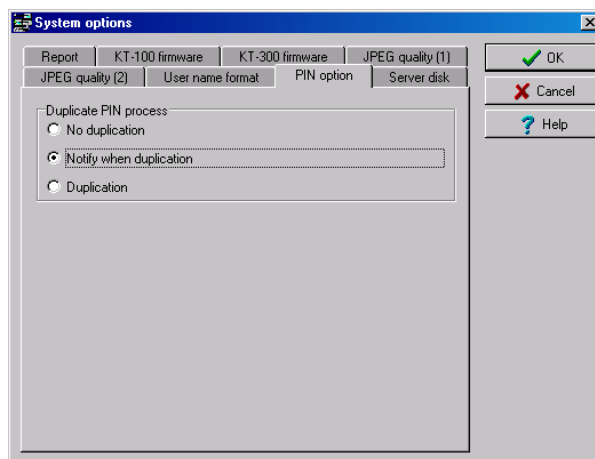 System options
Report KT-100 firmware KT-300 firmware JPEG quality (1)
JPEG quality (2) User name format PIN option Server disk
Duplicate PIN process
No duplication
Notify when duplication
Duplication
OK
Cancel
Help